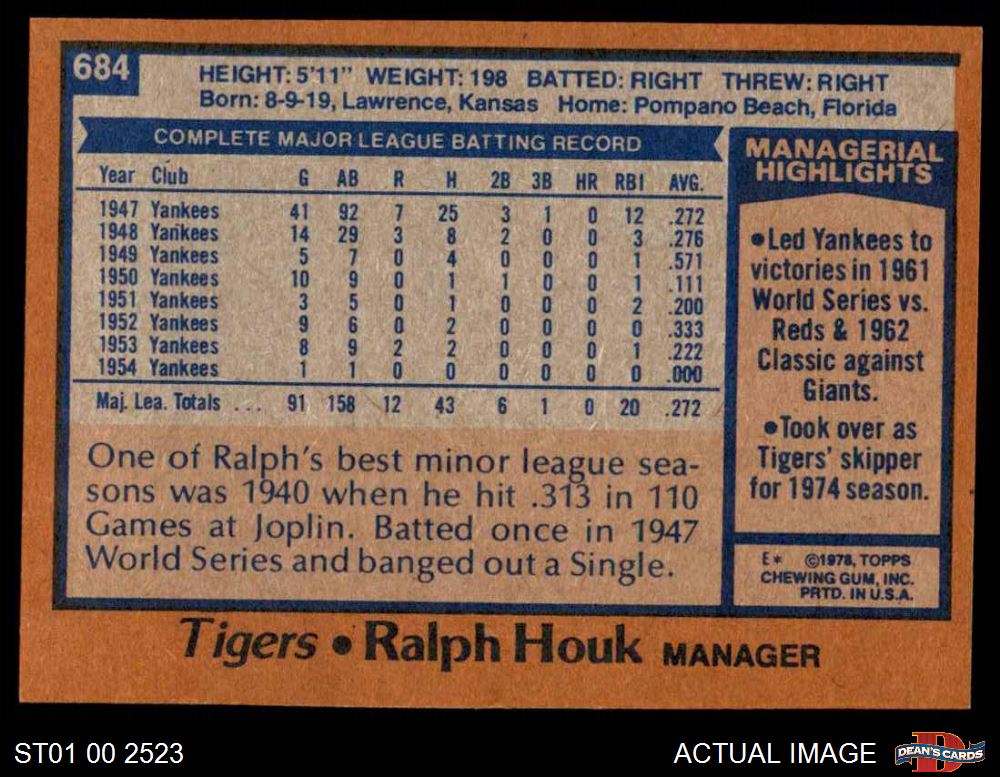 684
HEIGHT: 5'11" WEIGHT: 198 BATTED: RIGHT THREW: RIGHT
Born: 8-9-19, Lawrence, Kansas Home: Pompano Beach, Florida
COMPLETE MAJOR LEAGUE BATTING RECORD
Year Club G AB R H 2B 3B HR RBI AVG.
1947 Yankees 41 92 7 25 3 1 0 12 .272
1948 Yankees 14 29 3 8 2 0 0 3 .276
1949 Yankees 5 7 0 4 0 0 0 1 .571
1950 Yankees 10 9 0 1 1 0 0 1 .111
1951 Yankees 3 5 0 1 0 0 0 2 .200
1952 Yankees 9 6 0 2 0 0 0 0 .333
1953 Yankees 8 9 2 2 0 0 0 1 .222
1954 Yankees 1 1 0 0 0 0 0 0 .000
Maj. Lea. Totals ... 91 158 12 43 6 1 0 20 .272
One of Ralph's best minor league sea-
sons was 1940 when he hit .313 in 110
Games at Joplin. Batted once in 1947
World Series and banged out a Single.
MANAGERIAL
HIGHLIGHTS
●Led Yankees to
victories in 1961
World Series vs.
Reds & 1962
Classic against
Giants.
●Took over as
Tigers' skipper
for 1974 season.
E* ©1978, TOPPS
CHEWING GUM, INC.
PRTD. IN U.S.A.
Tigers ● Ralph Houk MANAGER
ST01 00 2523
ACTUAL IMAGE
D
DEAN'S CARDS